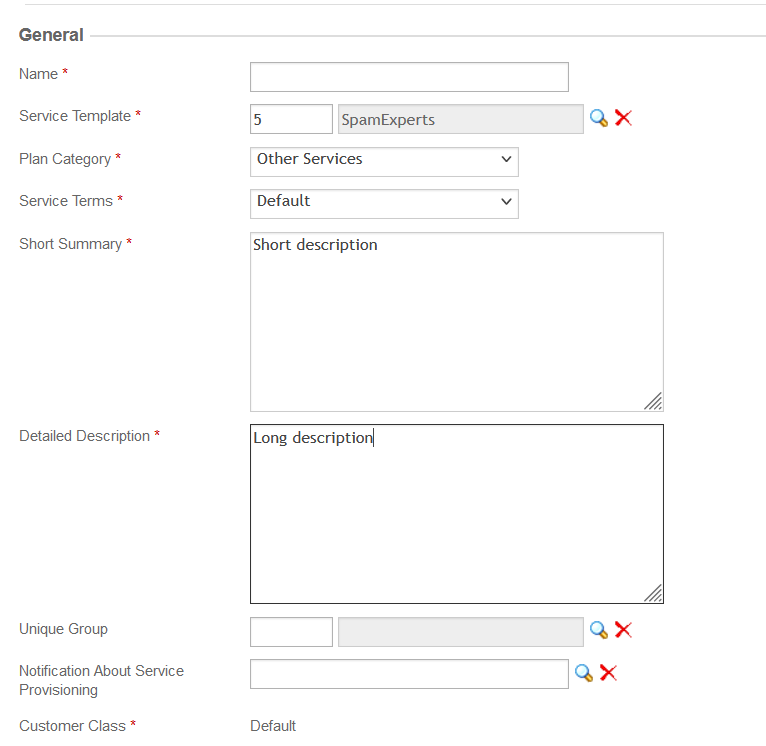 General
Name *
Service Template * 5 SpamExperts
Plan Category * Other Services
Service Terms * Default
Short Summary * Short description
Detailed Description * Long description
Unique Group
Notification About Service
Provisioning
Customer Class * Default